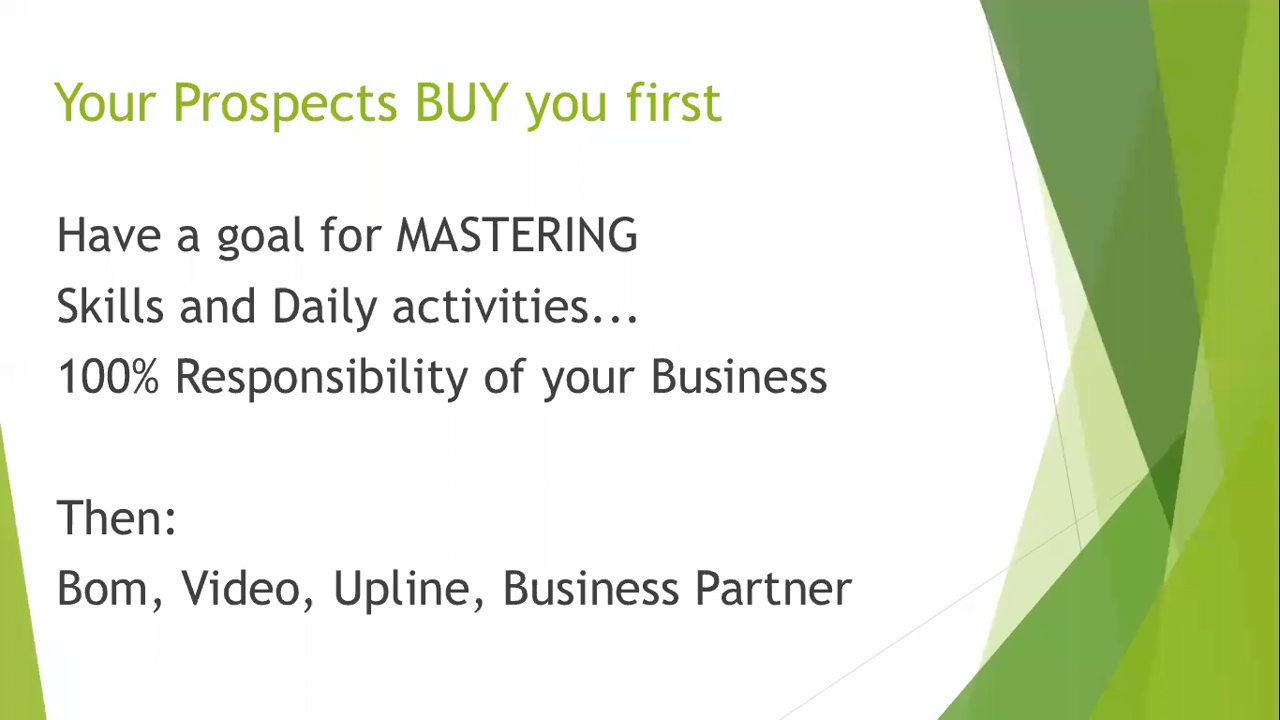 Your Prospects BUY you first
Have a goal for MASTERING
Skills and Daily activities...
100% Responsibility of your Business
Then:
Bom, Video, Upline, Business Partner